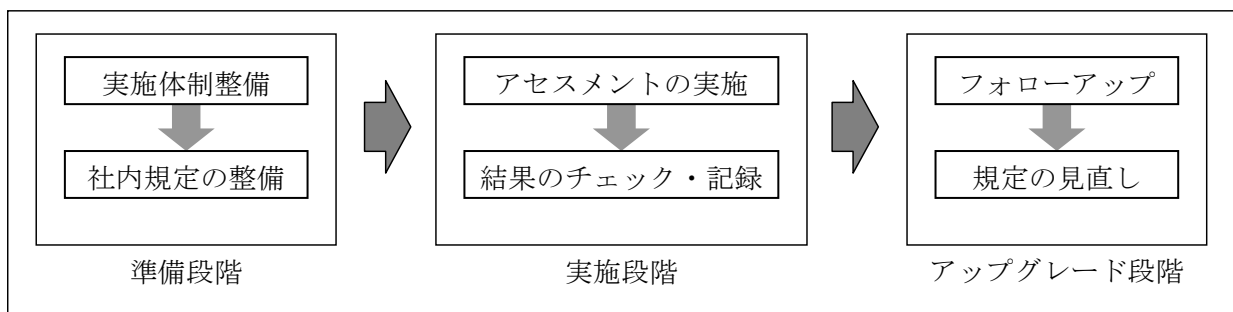 実施体制整備
社内規定の整備
準備段階
アセスメントの実施
結果のチェック・記録
実施段階
フォローアップ
規定の見直し
アップグレード段階